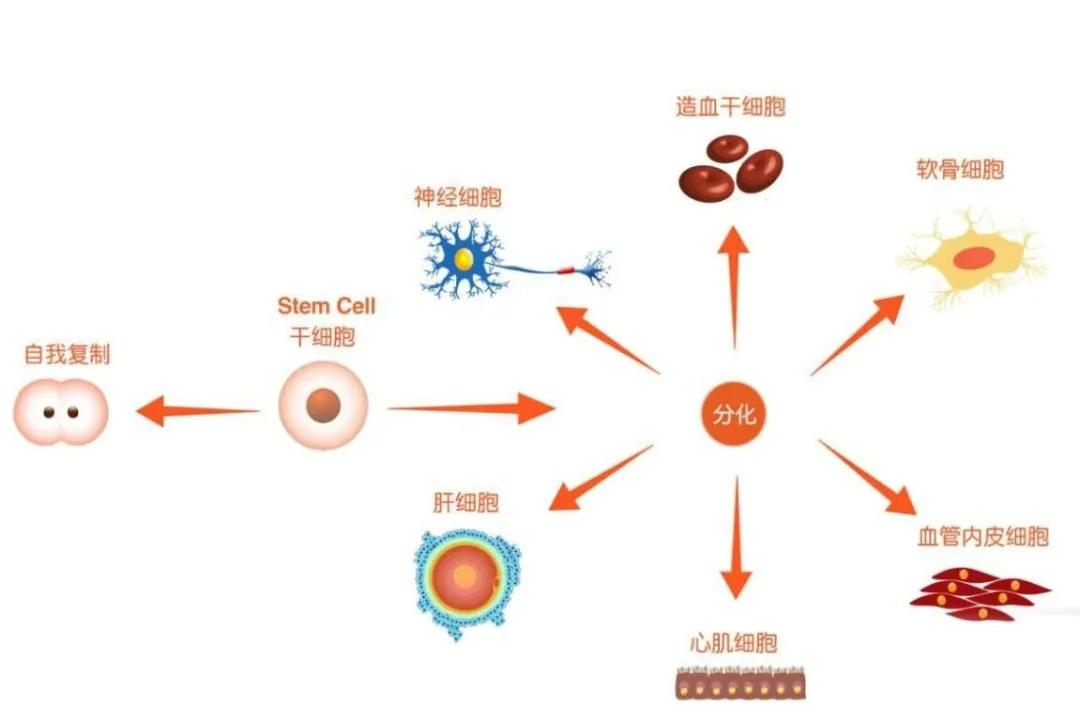 造血干细胞
软骨细胞
神经细胞
Stem Cell
干细胞
自我复制
分化
肝细胞
血管内皮细胞
心肌细胞